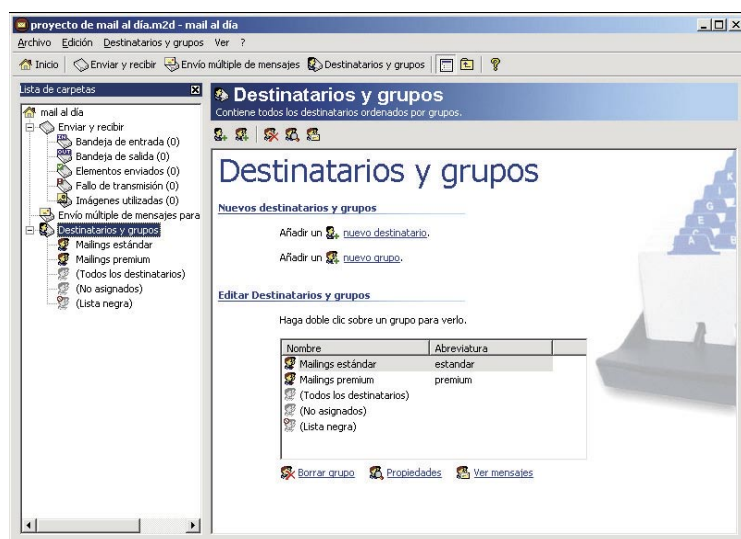 proyecto de mail al día.m2d - mail al día
Archivo Edición Destinatarios y grupos Ver ?
Inicio Enviar y recibir Envío múltiple de mensajes Destinatarios y grupos
Lista de carpetas
mail al día
Enviar y recibir
Bandeja de entrada (0)
Bandeja de salida (0)
Elementos enviados (0)
Fallo de transmisión (0)
Imágenes utilizadas (0)
Envío múltiple de mensajes para
Destinatarios y grupos
Mailings estándar
Mailings premium
(Todos los destinatarios)
(No asignados)
(Lista negra)
Destinatarios y grupos
Contiene todos los destinatarios ordenados por grupos.
Destinatarios y grupos
Nuevos destinatarios y grupos
Añadir un nuevo destinatario.
Añadir un nuevo grupo.
Editar Destinatarios y grupos
Haga doble clic sobre un grupo para verlo.
Nombre Abreviatura
Mailings estándar estandar
Mailings premium premium
(Todos los destinatarios)
(No asignados)
(Lista negra)
Borrar grupo Propiedades Ver mensajes